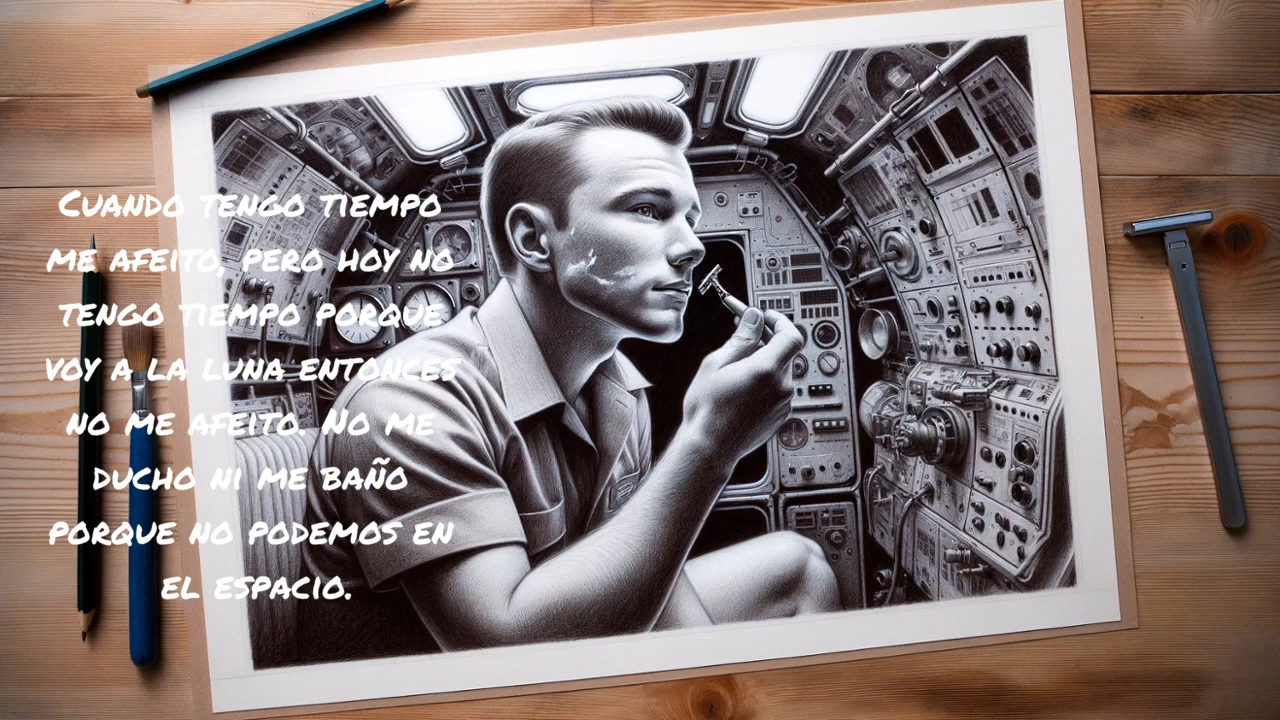 Cuando tengo tiempo
me afeito, pero hoy no
tengo tiempo porque
voy a la luna entonces
no me afeito. No me
ducho ni me baño
porque no podemos en
el espacio.